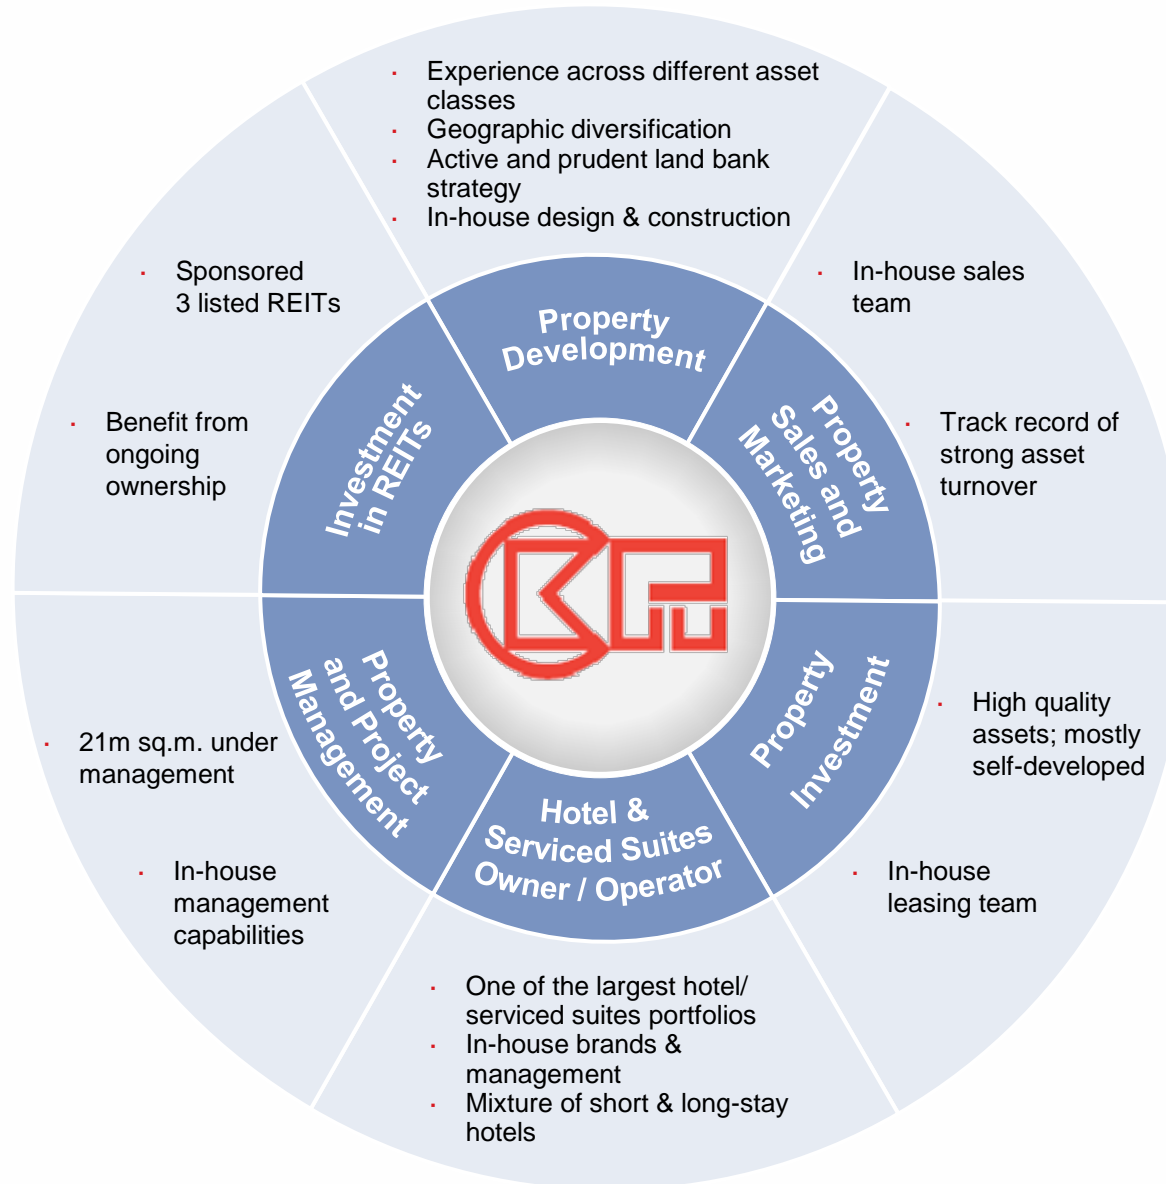 · Experience across different asset
classes
· Geographic diversification
· Active and prudent land bank
strategy
· In-house design & construction
Property
Development
· In-house sales
team
· Track record of
strong asset
turnover
Property
Sales and
Marketing
· High quality
assets; mostly
self-developed
· In-house
leasing team
Property
Investment
Hotel &
Serviced Suites
Owner / Operator
· One of the largest hotel/
serviced suites portfolios
· In-house brands &
management
· Mixture of short & long-stay
hotels
Property
and Project
Management
· 21m sq.m. under
management
· In-house
management
capabilities
Investment
in REITs
· Sponsored
3 listed REITs
· Benefit from
ongoing
ownership